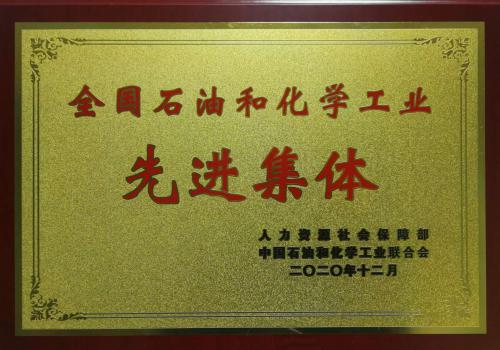 全国石油和化学工业
先进集体
人力资源社会保障部
中国石油和化学工业联合会
二〇二〇年十二月